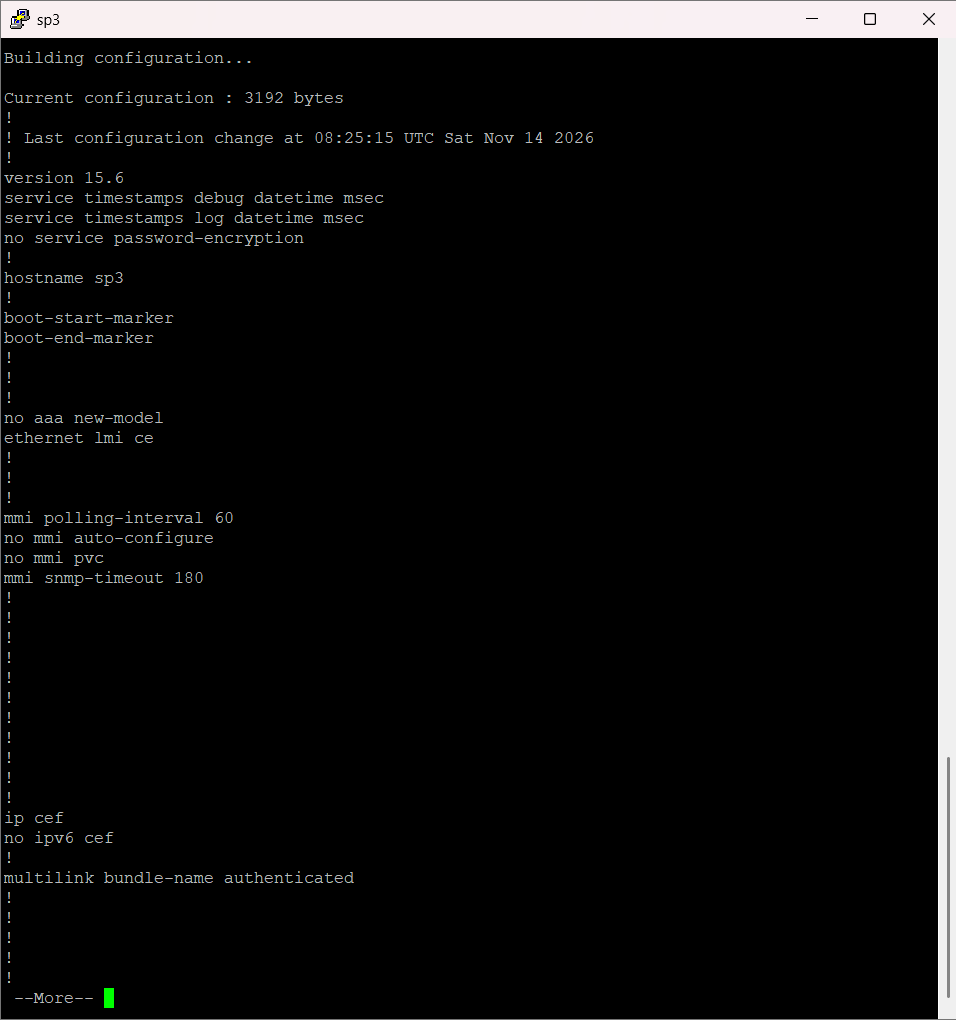 sp3
Building configuration...
Current configuration : 3192 bytes
!
! Last configuration change at 08:25:15 UTC Sat Nov 14 2026
!
version 15.6
service timestamps debug datetime msec
service timestamps log datetime msec
no service password-encryption
!
hostname sp3
!
boot-start-marker
boot-end-marker
!
!
!
no aaa new-model
ethernet lmi ce
!
!
!
mmi polling-interval 60
no mmi auto-configure
no mmi pvc
mmi snmp-timeout 180
!
!
!
!
!
!
!
!
!
!
!
ip cef
no ipv6 cef
!
multilink bundle-name authenticated
!
!
!
!
!
--More--